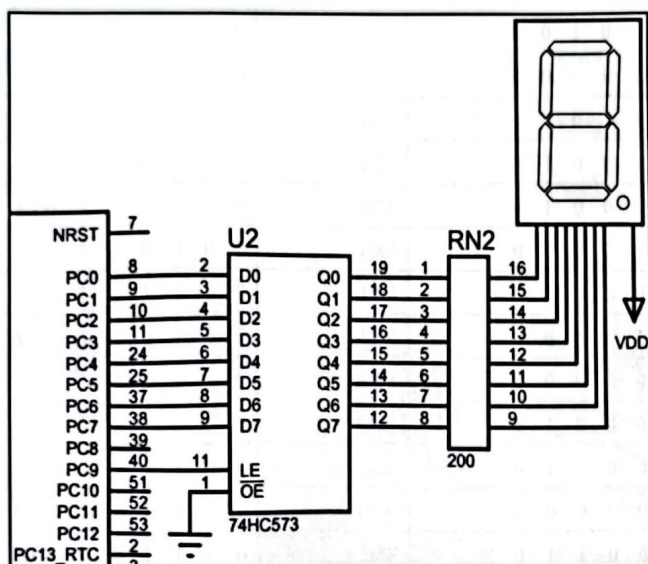 NRST 7
U2
RN2
VDD
PC0 8 2 D0 Q0 19 1 16
PC1 9 3 D1 Q1 18 2 15
PC2 10 4 D2 Q2 17 3 14
PC3 11 5 D3 Q3 16 4 13
PC4 24 6 D4 Q4 15 5 12
PC5 25 7 D5 Q5 14 6 11
PC6 37 8 D6 Q6 13 7 10
PC7 38 9 D7 Q7 12 8 9
PC8 39
PC9 40 11 LE
200
PC10 51 1 OE
PC11 52
74HC573
PC12 53
PC13_RTC 2